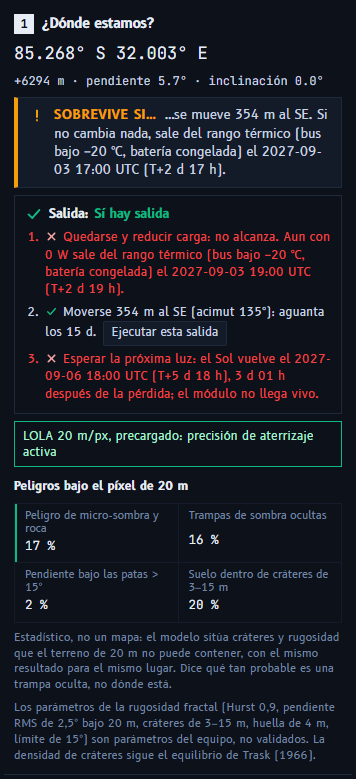 1 ¿Dónde estamos?
85.268° S 32.003° E
+6294 m · pendiente 5.7° · inclinación 0.0°
! SOBREVIVE SI... ...se mueve 354 m al SE. Si
no cambia nada, sale del rango térmico (bus
bajo −20 °C, batería congelada) el 2027-09-
03 17:00 UTC (T+2 d 17 h).
✓ Salida: Sí hay salida
1. ✕ Quedarse y reducir carga: no alcanza. Aun con
0 W sale del rango térmico (bus bajo −20 °C,
batería congelada) el 2027-09-03 19:00 UTC
(T+2 d 19 h).
2. ✓ Moverse 354 m al SE (acimut 135°): aguanta
los 15 d. Ejecutar esta salida
3. ✕ Esperar la próxima luz: el Sol vuelve el 2027-
09-06 18:00 UTC (T+5 d 18 h), 3 d 01 h
después de la pérdida; el módulo no llega vivo.
LOLA 20 m/px, precargado: precisión de aterrizaje
activa
Peligros bajo el píxel de 20 m
Peligro de micro-sombra y
roca
17 %
Trampas de sombra ocultas
16 %
Pendiente bajo las patas >
15°
2 %
Suelo dentro de cráteres de
3–15 m
20 %
Estadístico, no un mapa: el modelo sitúa cráteres y rugosidad
que el terreno de 20 m no puede contener, con el mismo
resultado para el mismo lugar. Dice qué tan probable es una
trampa oculta, no dónde está.
Los parámetros de la rugosidad fractal (Hurst 0,9, pendiente
RMS de 2,5° bajo 20 m, cráteres de 3–15 m, huella de 4 m,
límite de 15°) son parámetros del equipo, no validados. La
densidad de cráteres sigue el equilibrio de Trask (1966).